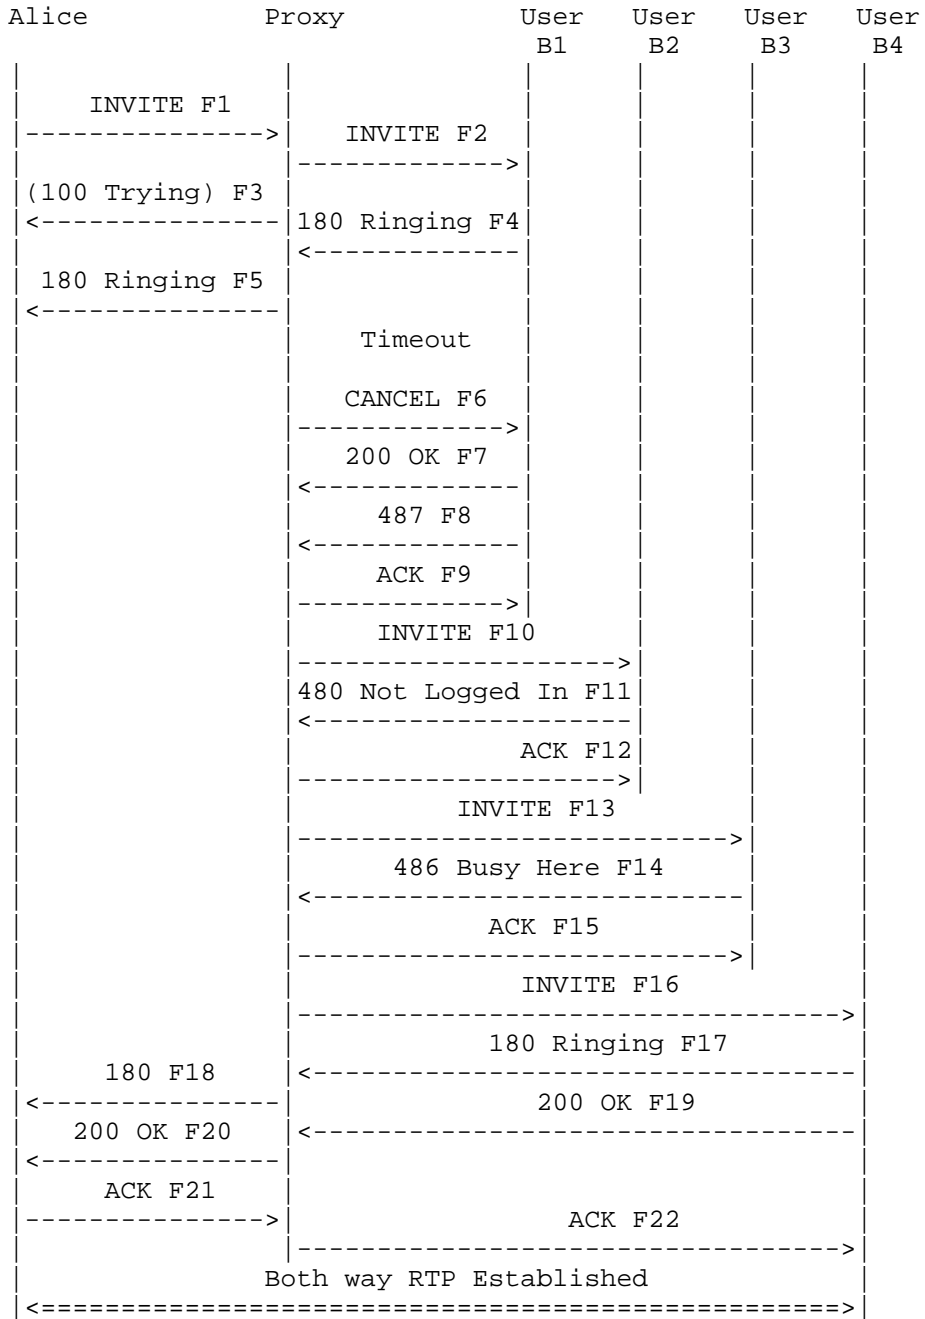 Alice Proxy User User User User
B1 B2 B3 B4
INVITE F1
INVITE F2
(100 Trying) F3
180 Ringing F4
180 Ringing F5
Timeout
CANCEL F6
200 OK F7
487 F8
ACK F9
INVITE F10
480 Not Logged In F11
ACK F12
INVITE F13
486 Busy Here F14
ACK F15
INVITE F16
180 Ringing F17
180 F18
200 OK F19
200 OK F20
ACK F21
ACK F22
Both way RTP Established